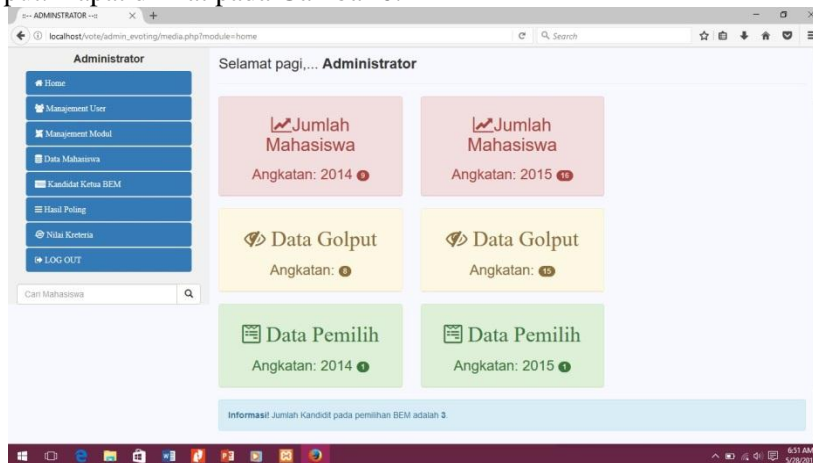 ::-- ADMINSTRATOR --::
localhost/vote/admin_evoting/media.php?module=home
Search
Administrator
Home
Manajement User
Manajement Modul
Data Mahasiswa
Kandidat Ketua BEM
Hasil Poling
Nilai Kreteria
LOG OUT
Cari Mahasiswa
Selamat pagi,... Administrator
Jumlah
Mahasiswa
Angkatan: 2014 9
Jumlah
Mahasiswa
Angkatan: 2015 16
Data Golput
Angkatan: 8
Data Golput
Angkatan: 15
Data Pemilih
Angkatan: 2014 1
Data Pemilih
Angkatan: 2015 1
Informasi! Jumlah Kandidit pada pemilihan BEM adalah 3.
6:51 AM